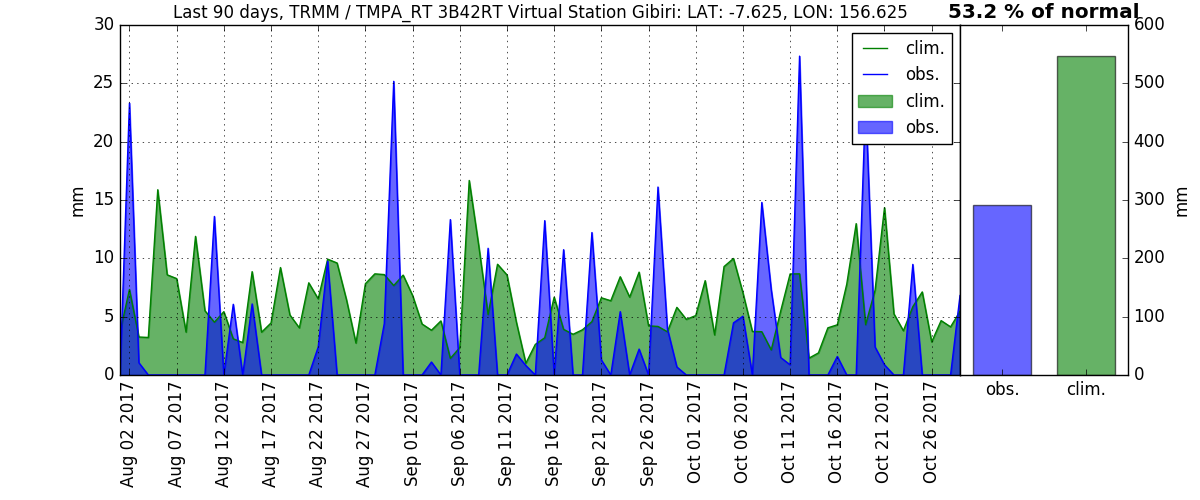 Last 90 days, TRMM / TMPA_RT 3B42RT Virtual Station Gibiri: LAT: -7.625, LON: 156.625
53.2 % of normal
30
25
20
15
10
5
0
mm
clim.
obs.
clim.
obs.
600
500
400
300
200
100
0
mm
Aug 02 2017
Aug 07 2017
Aug 12 2017
Aug 17 2017
Aug 22 2017
Aug 27 2017
Sep 01 2017
Sep 06 2017
Sep 11 2017
Sep 16 2017
Sep 21 2017
Sep 26 2017
Oct 01 2017
Oct 06 2017
Oct 11 2017
Oct 16 2017
Oct 21 2017
Oct 26 2017
obs.
clim.